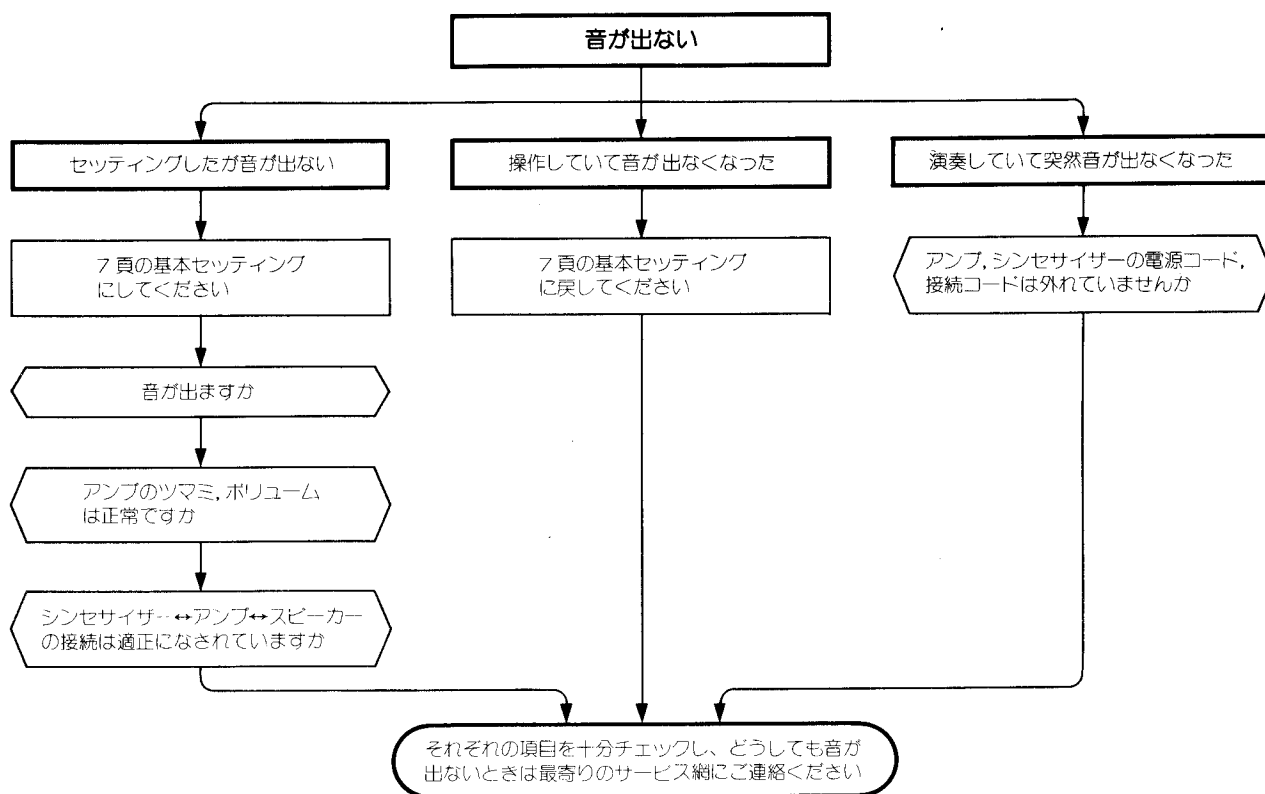 音が出ない
セッティングしたが音が出ない
操作していて音が出なくなった
演奏していて突然音が出なくなった
7頁の基本セッティング
にしてください
7頁の基本セッティング
に戻してください
アンプ,シンセサイザーの電源コード,
接続コードは外れていませんか
音が出ますか
アンプのツマミ,ボリューム
は正常ですか
シンセサイザー↔アンプ↔スピーカー
の接続は適正になされていますか
それぞれの項目を十分チェックし、どうしても音が
出ないときは最寄りのサービス網にご連絡ください